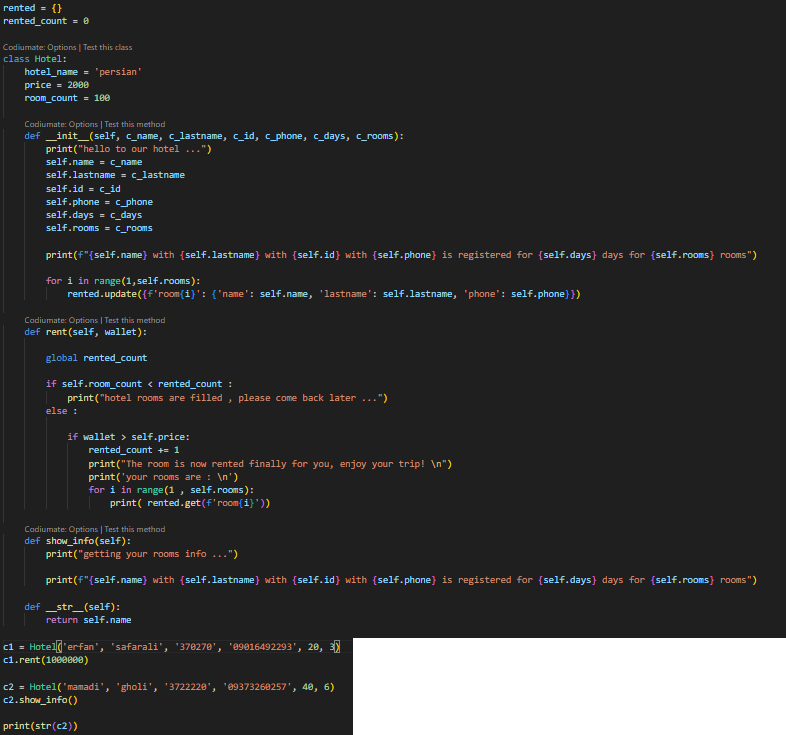 rented = {}
rented_count = 0
Codiumate: Options | Test this class
class Hotel:
    hotel_name = 'persian'
    price = 2000
    room_count = 100
    Codiumate: Options | Test this method
    def __init__(self, c_name, c_lastname, c_id, c_phone, c_days, c_rooms):
        print("hello to our hotel ...")
        self.name = c_name
        self.lastname = c_lastname
        self.id = c_id
        self.phone = c_phone
        self.days = c_days
        self.rooms = c_rooms
        print(f"{self.name} with {self.lastname} with {self.id} with {self.phone} is registered for {self.days} days for {self.rooms} rooms")
        for i in range(1,self.rooms):
            rented.update({f'room{i}': {'name': self.name, 'lastname': self.lastname, 'phone': self.phone}})
    Codiumate: Options | Test this method
    def rent(self, wallet):
        global rented_count
        if self.room_count < rented_count :
            print("hotel rooms are filled , please come back later ...")
        else :
            if wallet > self.price:
                rented_count += 1
                print("The room is now rented finally for you, enjoy your trip! \n")
                print('your rooms are : \n')
                for i in range(1 , self.rooms):
                    print( rented.get(f'room{i}'))
    Codiumate: Options | Test this method
    def show_info(self):
        print("getting your rooms info ...")
        print(f"{self.name} with {self.lastname} with {self.id} with {self.phone} is registered for {self.days} days for {self.rooms} rooms")
    def __str__(self):
        return self.name
c1 = Hotel('erfan', 'safarali', '370270', '09016492293', 20, 3)
c1.rent(1000000)
c2 = Hotel('mamadi', 'gholi', '3722220', '09373260257', 40, 6)
c2.show_info()
print(str(c2))